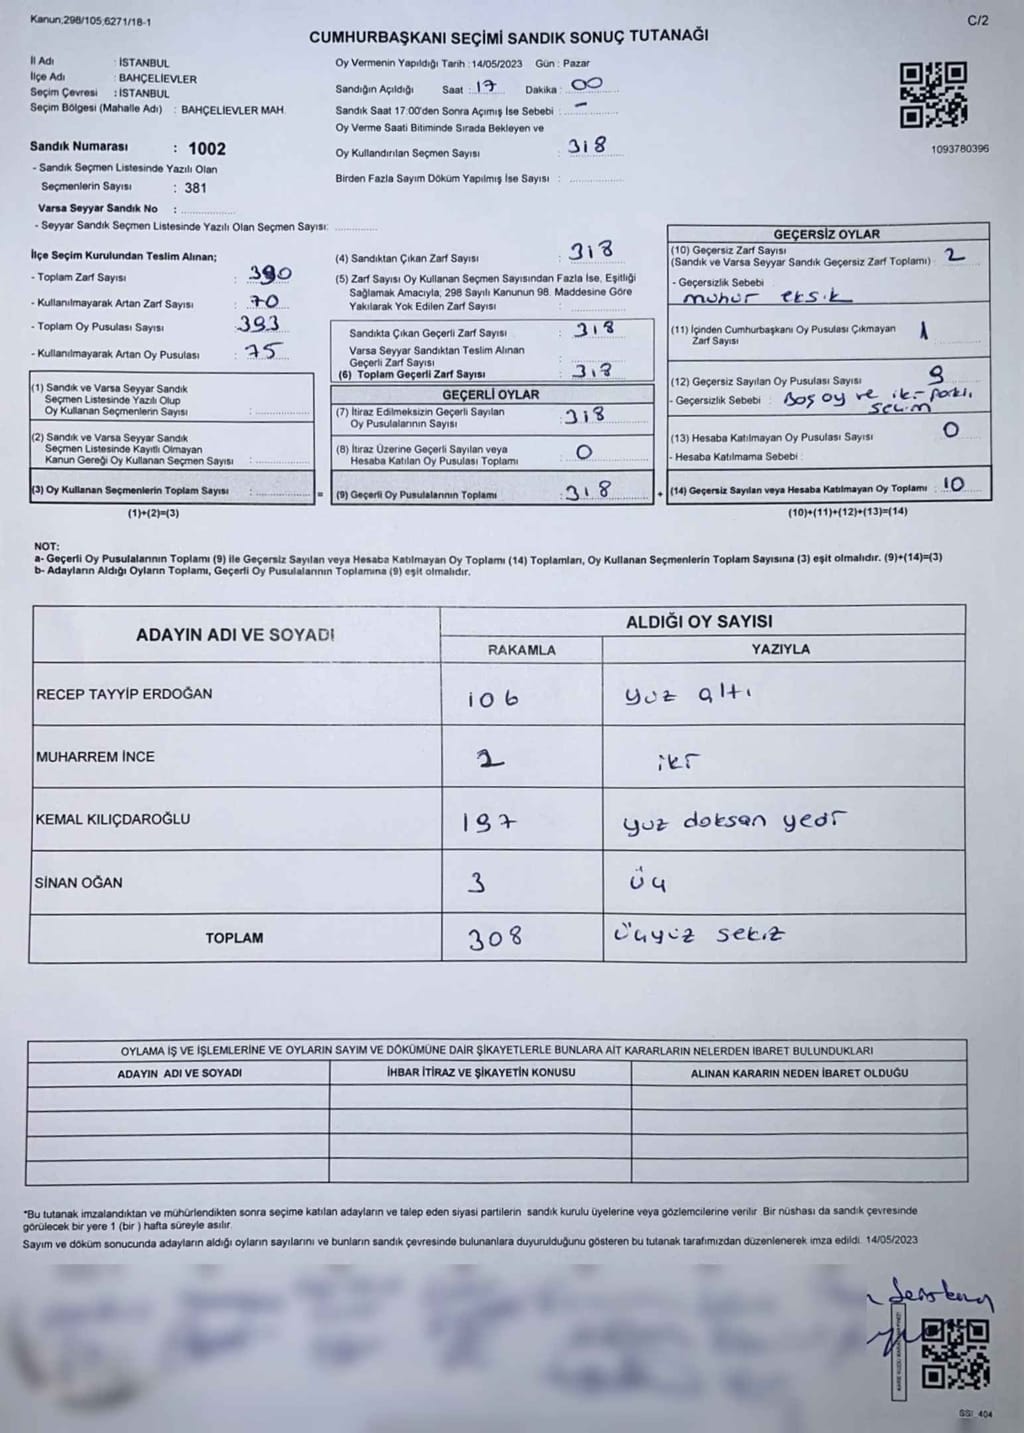 Kanun;298/105,6271/18-1
C/2
CUMHURBAŞKANI SEÇİMİ SANDIK SONUÇ TUTANAĞI
İl Adı : İSTANBUL
İlçe Adı : BAHÇELİEVLER
Seçim Çevresi : İSTANBUL
Seçim Bölgesi (Mahalle Adı) : BAHÇELİEVLER MAH.
Sandık Numarası : 1002
- Sandık Seçmen Listesinde Yazılı Olan
Seçmenlerin Sayısı : 381
Varsa Seyyar Sandık No :
- Seyyar Sandık Seçmen Listesinde Yazılı Olan Seçmen Sayısı:
Oy Vermenin Yapıldığı Tarih :14/05/2023 Gün : Pazar
Sandığın Açıldığı Saat : 17 Dakika : 00
Sandık Saat 17:00'den Sonra Açımış İse Sebebi : -
Oy Verme Saati Bitiminde Sırada Bekleyen ve
Oy Kullandırılan Seçmen Sayısı : 318
Birden Fazla Sayım Döküm Yapılmış İse Sayısı :
1093780396
İlçe Seçim Kurulundan Teslim Alınan;
- Toplam Zarf Sayısı : 390
- Kullanılmayarak Artan Zarf Sayısı : 70
- Toplam Oy Pusulası Sayısı : 393
- Kullanılmayarak Artan Oy Pusulası : 75
(1) Sandık ve Varsa Seyyar Sandık
Seçmen Listesinde Yazılı Olup
Oy Kullanan Seçmenlerin Sayısı :
(2) Sandık ve Varsa Seyyar Sandık
Seçmen Listesinde Kayıtlı Olmayan
Kanun Gereği Oy Kullanan Seçmen Sayısı :
(3) Oy Kullanan Seçmenlerin Toplam Sayısı :
(1)+(2)=(3)
=
(4) Sandıktan Çıkan Zarf Sayısı : 318
(5) Zarf Sayısı Oy Kullanan Seçmen Sayısından Fazla İse, Eşitliği
Sağlamak Amacıyla; 298 Sayılı Kanunun 98. Maddesine Göre
Yakılarak Yok Edilen Zarf Sayısı :
Sandıkta Çıkan Geçerli Zarf Sayısı : 318
Varsa Seyyar Sandıktan Teslim Alınan
Geçerli Zarf Sayısı :
(6) Toplam Geçerli Zarf Sayısı : 318
GEÇERLİ OYLAR
(7) İtiraz Edilmeksizin Geçerli Sayılan
Oy Pusulalarının Sayısı : 318
(8) İtiraz Üzerine Geçerli Sayılan veya
Hesaba Katılan Oy Pusulası Toplamı : 0
(9) Geçerli Oy Pusulalarının Toplamı : 318
+
GEÇERSİZ OYLAR
(10) Geçersiz Zarf Sayısı
(Sandık ve Varsa Seyyar Sandık Geçersiz Zarf Toplamı) : 2
- Geçersizlik Sebebi :
mühür eksik
(11) İçinden Cumhurbaşkanı Oy Pusulası Çıkmayan
Zarf Sayısı : 1
(12) Geçersiz Sayılan Oy Pusulası Sayısı : 9
- Geçersizlik Sebebi : Boş oy ve iki parti
seçim
(13) Hesaba Katılmayan Oy Pusulası Sayısı : 0
- Hesaba Katılmama Sebebi :
(14) Geçersiz Sayılan veya Hesaba Katılmayan Oy Toplamı : 10
(10)+(11)+(12)+(13)=(14)
NOT:
a- Geçerli Oy Pusulalarının Toplamı (9) ile Geçersiz Sayılan veya Hesaba Katılmayan Oy Toplamı (14) Toplamları, Oy Kullanan Seçmenlerin Toplam Sayısına (3) eşit olmalıdır. (9)+(14)=(3)
b- Adayların Aldığı Oyların Toplamı, Geçerli Oy Pusulalarının Toplamına (9) eşit olmalıdır.
ADAYIN ADI VE SOYADI
ALDIĞI OY SAYISI
RAKAMLA YAZIYLA
RECEP TAYYİP ERDOĞAN 106 yüz altı
MUHARREM İNCE 2 iki
KEMAL KILIÇDAROĞLU 197 yuz doksan yedi
SİNAN OĞAN 3 üç
TOPLAM 308 üçyüz sekiz
OYLAMA İŞ VE İŞLEMLERİNE VE OYLARIN SAYIM VE DÖKÜMÜNE DAİR ŞİKAYETLERLE BUNLARA AİT KARARLARIN NELERDEN İBARET BULUNDUKLARI
ADAYIN ADI VE SOYADI İHBAR İTİRAZ VE ŞİKAYETİN KONUSU ALINAN KARARIN NEDEN İBARET OLDUĞU
*Bu tutanak imzalandıktan ve mühürlendikten sonra seçime katılan adayların ve talep eden siyasi partilerin sandık kurulu üyelerine veya gözlemcilerine verilir. Bir nüshası da sandık çevresinde
görülecek bir yere 1 (bir ) hafta süreyle asılır.
Sayım ve döküm sonucunda adayların aldığı oyların sayılarını ve bunların sandık çevresinde bulunanlara duyurulduğunu gösteren bu tutanak tarafımızdan düzenlenerek imza edildi. 14/05/2023
SSI_404